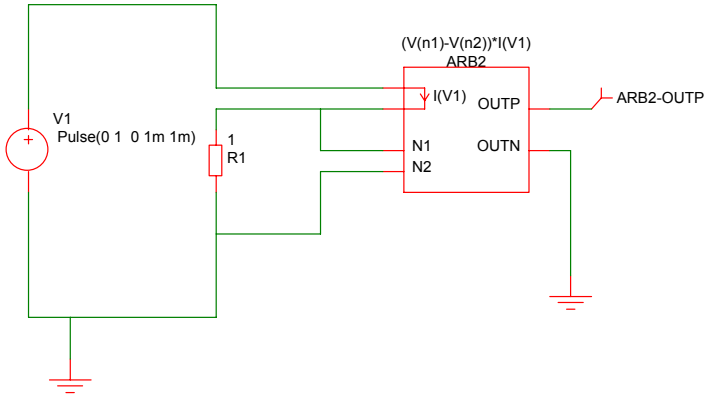 (V(n1)-V(n2))*I(V1)
ARB2
I(V1)
OUTP
ARB2-OUTP
V1
Pulse(0 1 0 1m 1m)
1
R1
N1
OUTN
N2